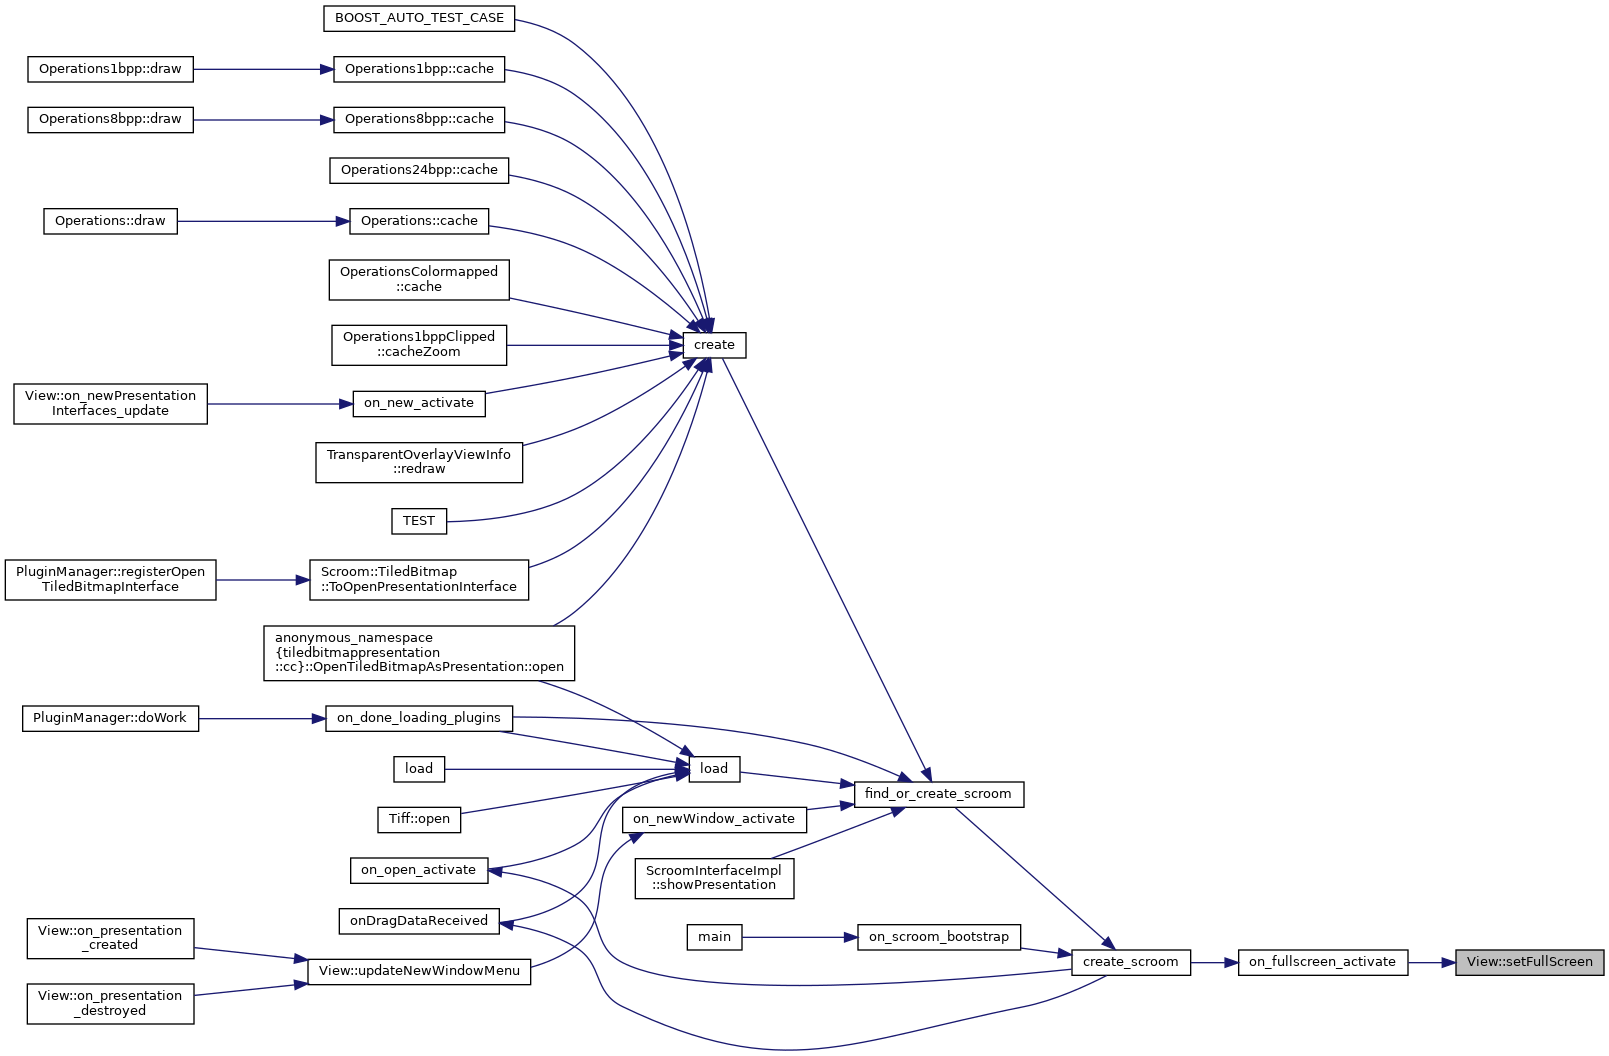 BOOST_AUTO_TEST_CASE
Operations1bpp::draw
Operations1bpp::cache
Operations8bpp::draw
Operations8bpp::cache
Operations24bpp::cache
Operations::draw
Operations::cache
OperationsColormapped
::cache
Operations1bppClipped
::cacheZoom
create
View::on_newPresentation
Interfaces_update
on_new_activate
TransparentOverlayViewInfo
::redraw
TEST
PluginManager::registerOpen
TiledBitmapInterface
Scroom::TiledBitmap
::ToOpenPresentationInterface
anonymous_namespace
{tiledbitmappresentation
::cc}::OpenTiledBitmapAsPresentation::open
PluginManager::doWork
on_done_loading_plugins
load
load
find_or_create_scroom
Tiff::open
on_newWindow_activate
on_open_activate
ScroomInterfaceImpl
::showPresentation
onDragDataReceived
View::on_presentation
_created
main
on_scroom_bootstrap
View::updateNewWindowMenu
create_scroom
on_fullscreen_activate
View::setFullScreen
View::on_presentation
_destroyed